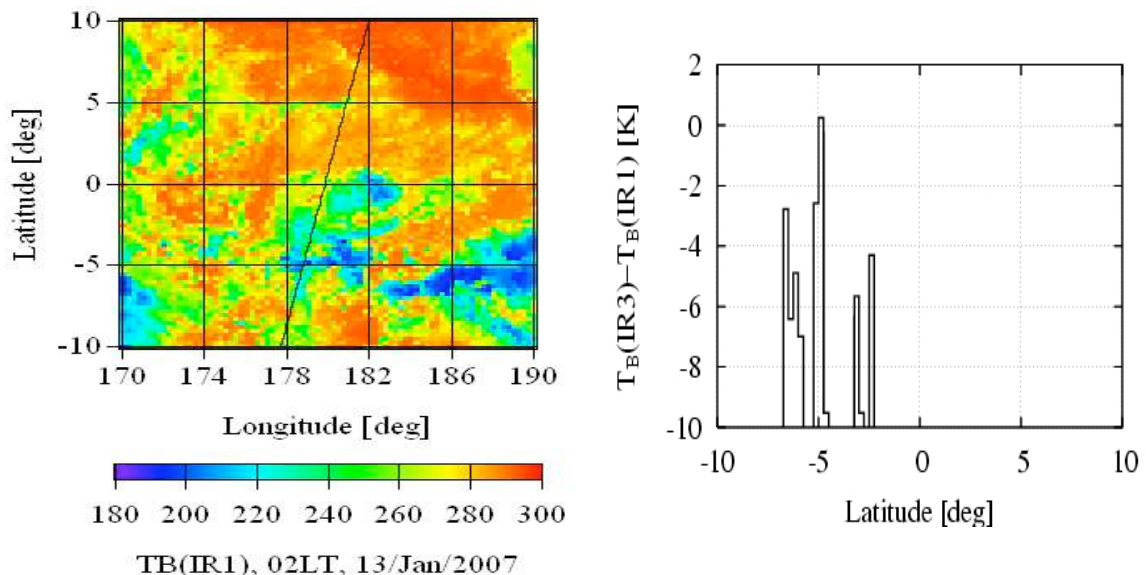 10
5
0
-5
-10
Latitude [deg]
170 174 178 182 186 190
Longitude [deg]
180 200 220 240 260 280 300
TB(IR1), 02LT, 13/Jan/2007
2
0
-2
-4
-6
-8
-10
T_B(IR3)−T_B(IR1) [K]
-10 -5 0 5 10
Latitude [deg]